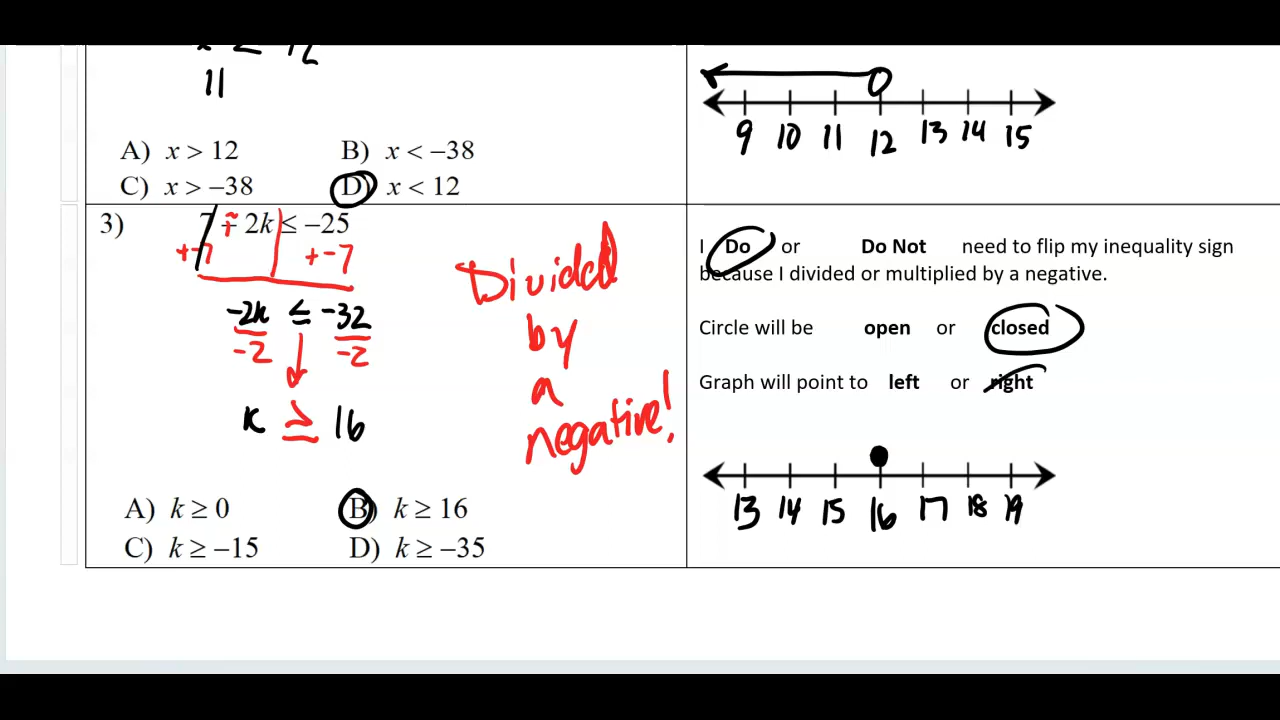 11
A) x > 12 B) x < −38
C) x > −38 D) x < 12
9 10 11 12 13 14 15
3) 7 − 2k ≤ −25
+-7 +-7
-2k ≤ -32
-2 -2
k ≥ 16
Divided
by
a
negative!
A) k ≥ 0 B) k ≥ 16
C) k ≥ −15 D) k ≥ −35
I Do or Do Not need to flip my inequality sign
because I divided or multiplied by a negative.
Circle will be open or closed
Graph will point to left or right
13 14 15 16 17 18 19